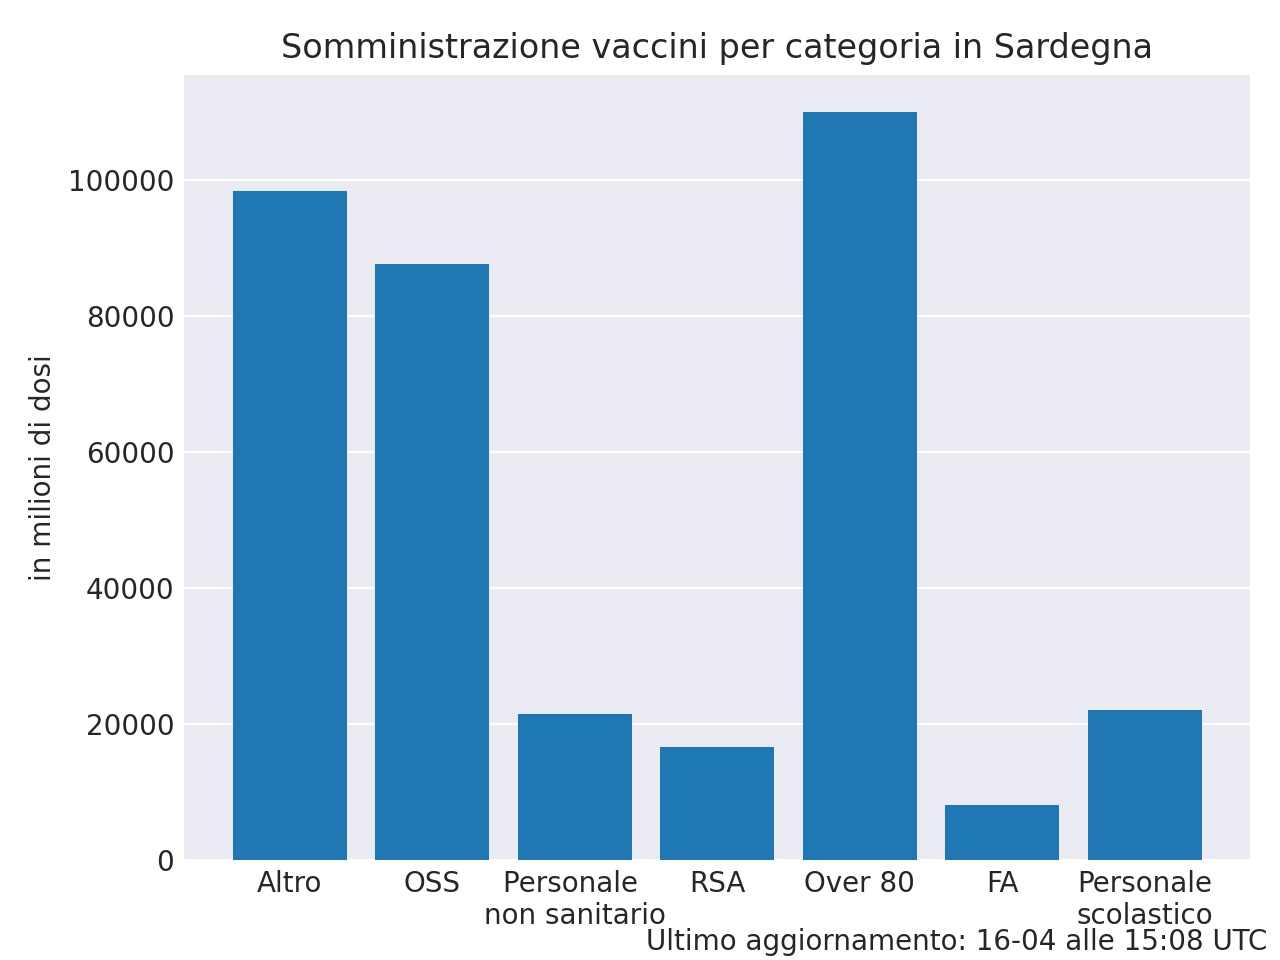 Somministrazione vaccini per categoria in Sardegna
in milioni di dosi
100000
80000
60000
40000
20000
0
Altro
OSS
Personale
non sanitario
RSA
Over 80
FA
Personale
scolastico
Ultimo aggiornamento: 16-04 alle 15:08 UTC